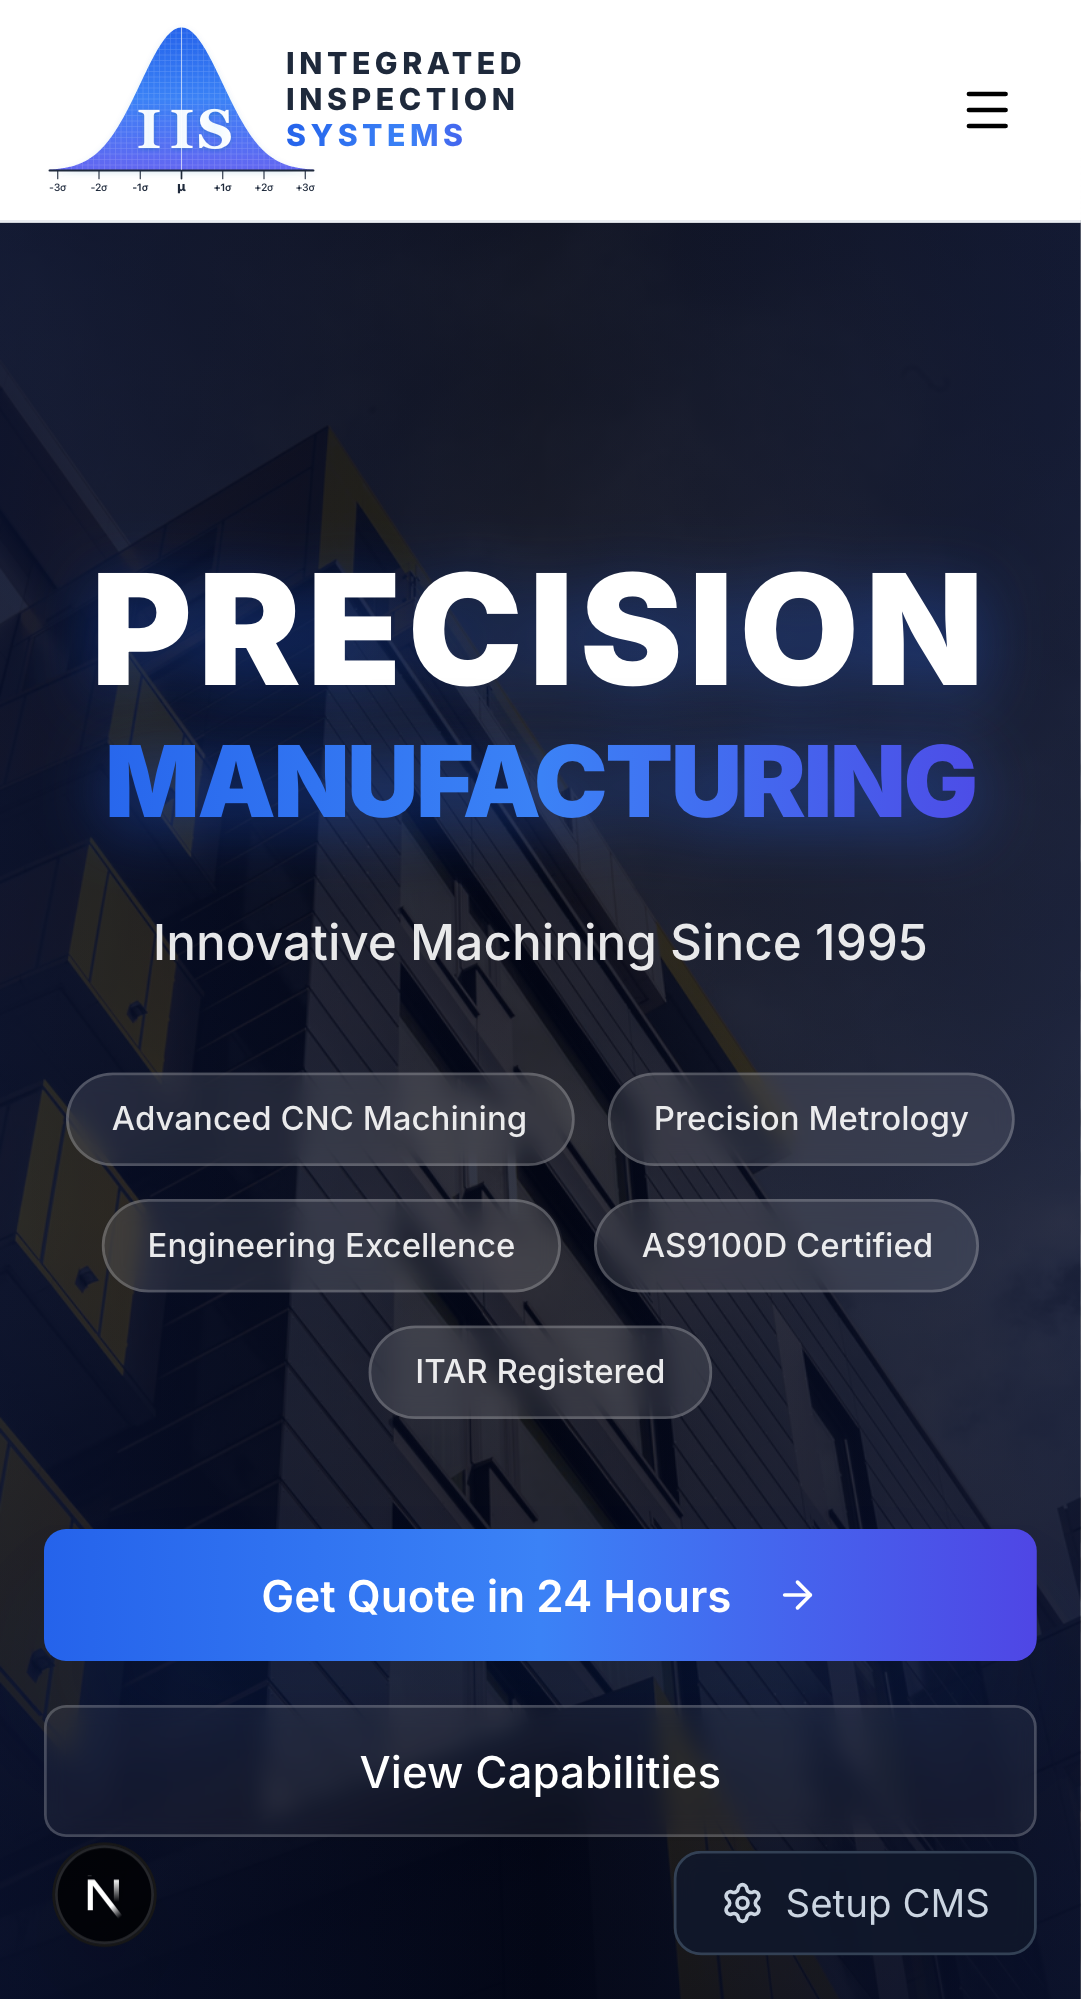 IIS
INTEGRATED
INSPECTION
SYSTEMS
-3σ -2σ -1σ μ +1σ +2σ +3σ
PRECISION
MANUFACTURING
Innovative Machining Since 1995
Advanced CNC Machining
Precision Metrology
Engineering Excellence
AS9100D Certified
ITAR Registered
Get Quote in 24 Hours →
View Capabilities
N
Setup CMS